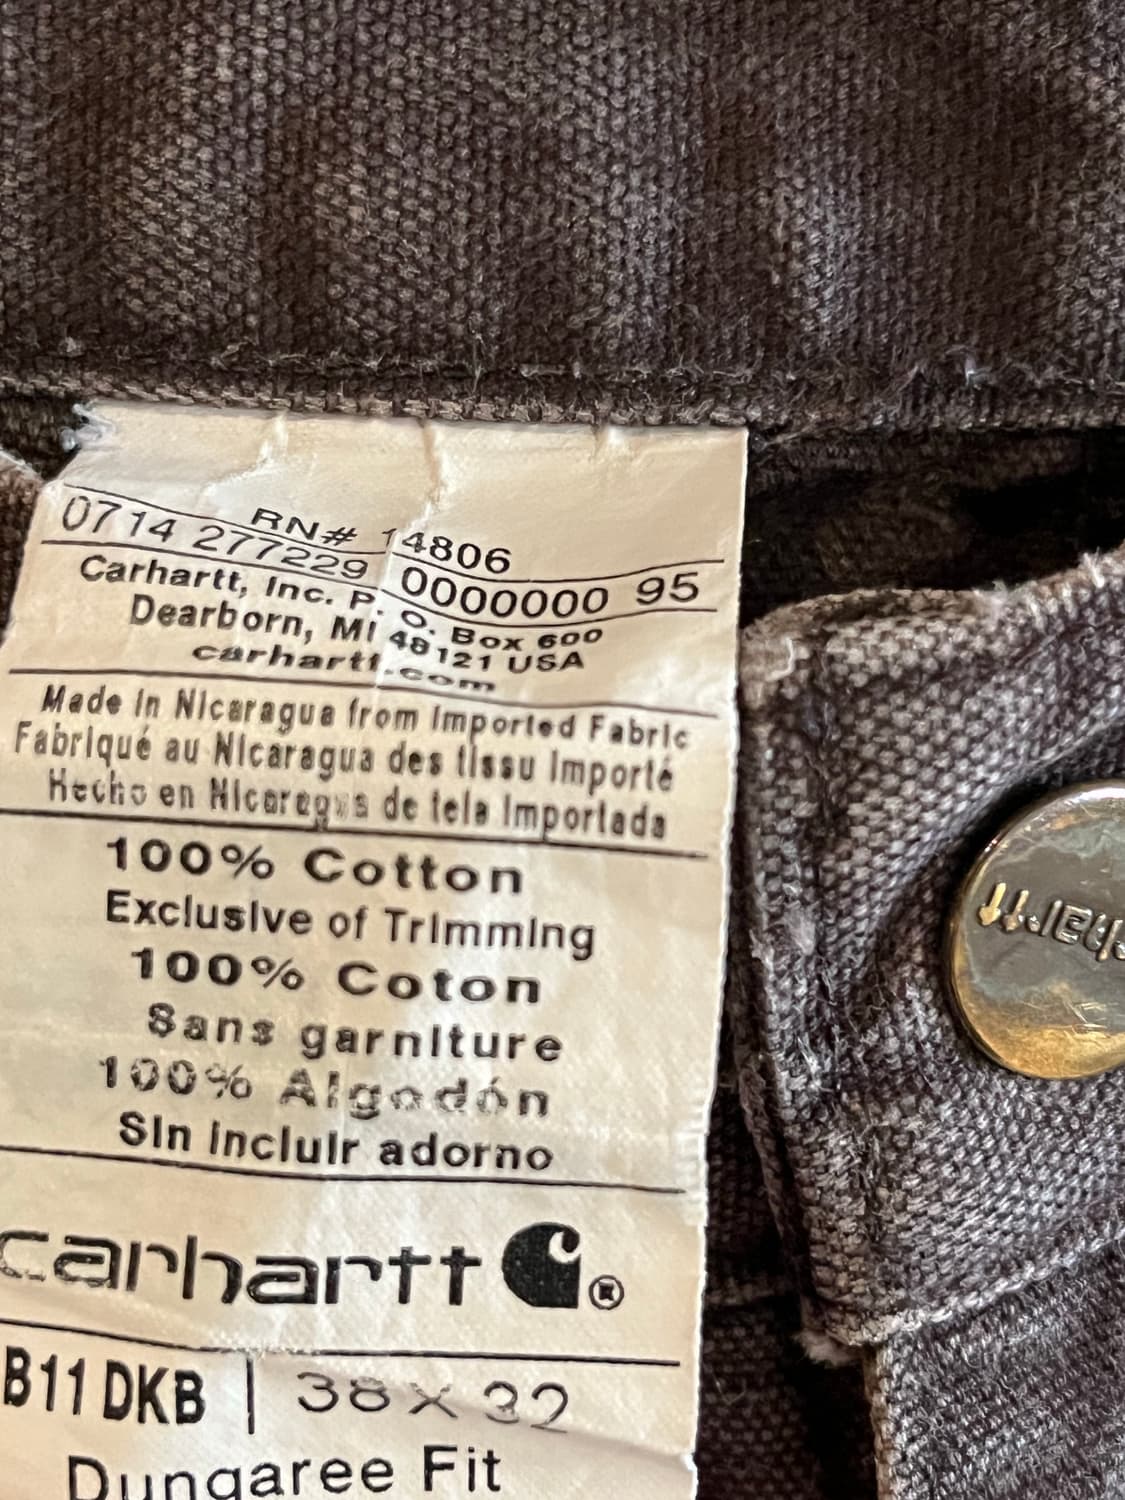 RN# 14806
0714 277229 0000000 95
Carhartt, Inc. P. O. Box 600
Dearborn, MI 48121 USA
carhartt.com
Made in Nicaragua from Imported Fabric
Fabriqué au Nicaragua des tissu Importé
Hecho en Nicaragua de tela Importada
100% Cotton
Exclusive of Trimming
100% Coton
Sans garniture
100% Algodón
Sin incluir adorno
carhartt ®
B11 DKB | 38 X 32
Dungaree Fit
carhartt